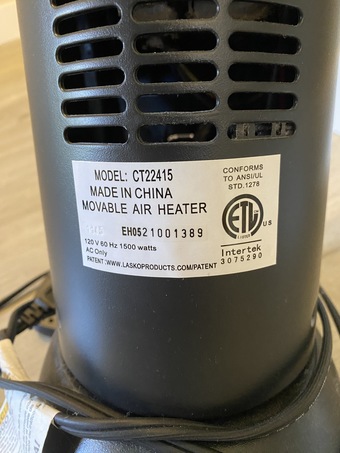 MODEL: CT22415
MADE IN CHINA
MOVABLE AIR HEATER
EH0521001389
120 V 60 Hz 1500 watts
AC Only
PATENT :WWW.LASKOPRODUCTS.COM/PATENT
CONFORMS
TO ANSI/UL
STD.1278
ETL
us
LISTED
Intertek
3075290